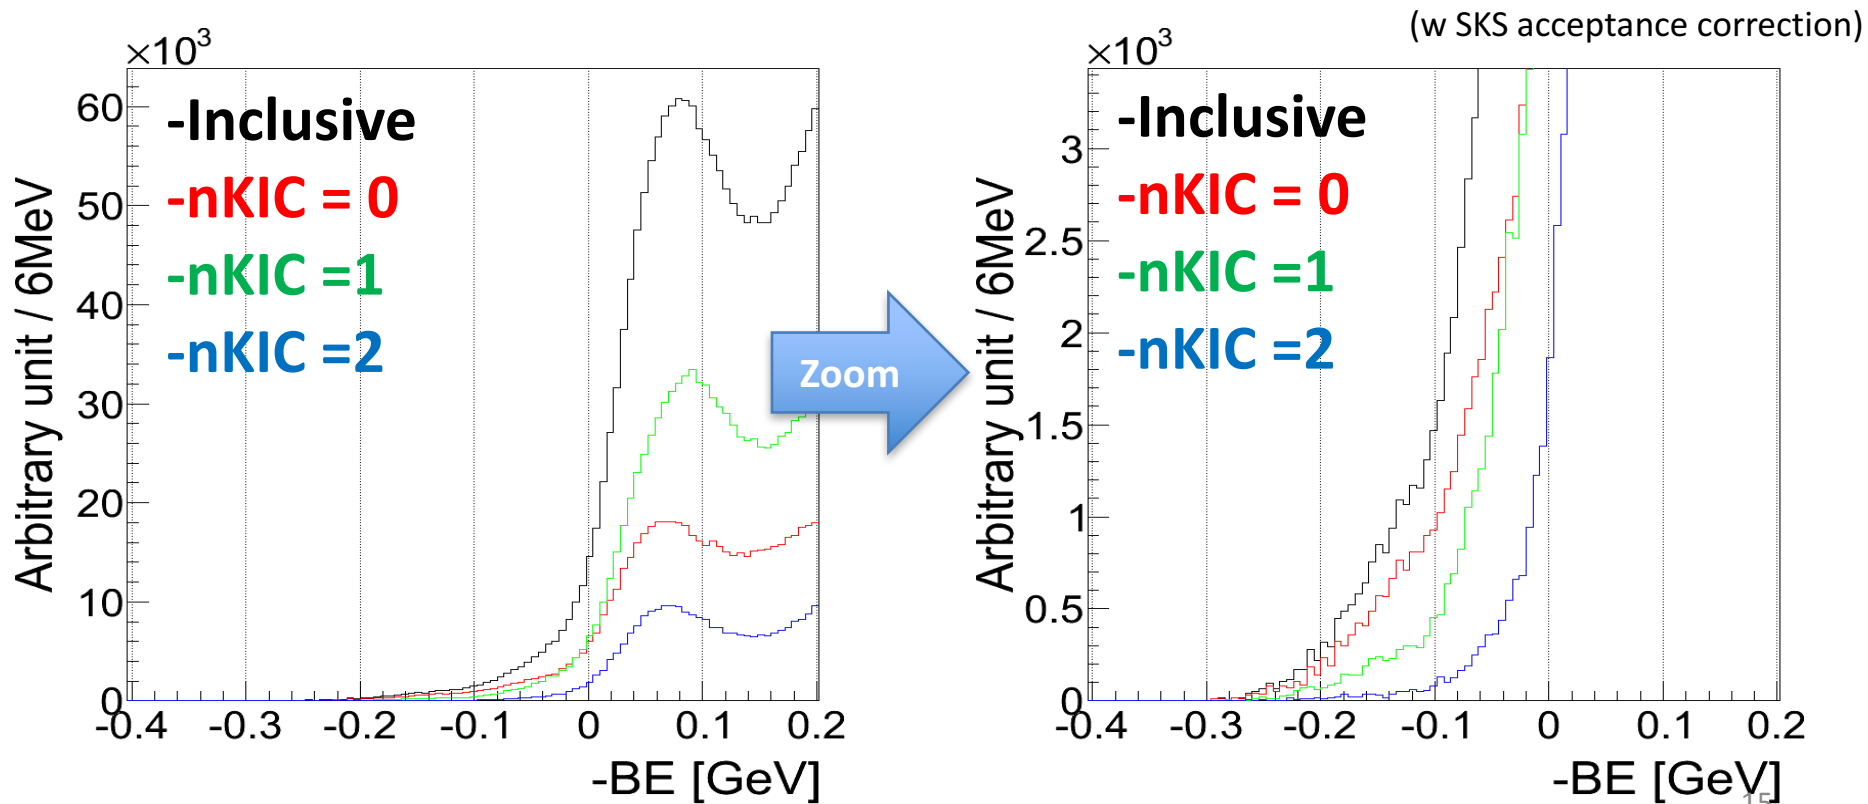 (w SKS acceptance correction)
×10³
60
50
40
30
20
10
0
-0.4 -0.3 -0.2 -0.1 0 0.1 0.2
-BE [GeV]
Arbitrary unit / 6MeV
-Inclusive
-nKIC = 0
-nKIC =1
-nKIC =2
Zoom
×10³
3
2.5
2
1.5
1
0.5
0
-0.4 -0.3 -0.2 -0.1 0 0.1 0.2
-BE [GeV]
Arbitrary unit / 6MeV
-Inclusive
-nKIC = 0
-nKIC =1
-nKIC =2
15